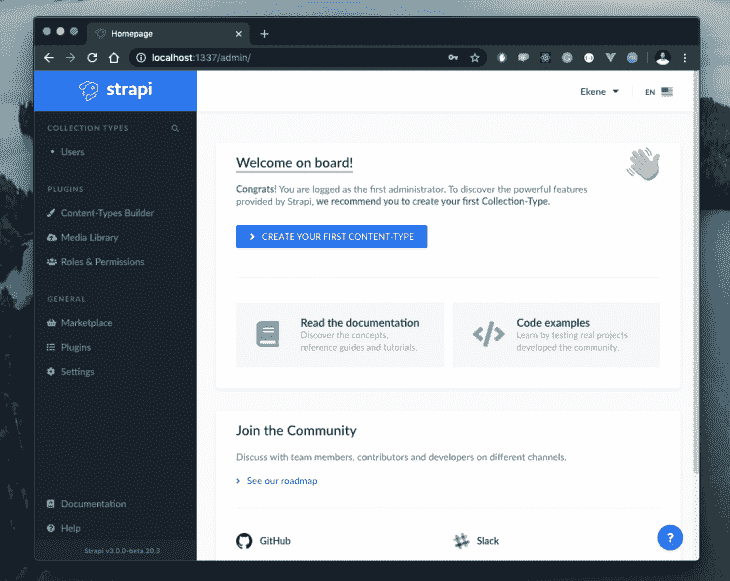 Homepage
localhost:1337/admin/
strapi
Ekene
EN
COLLECTION TYPES
Users
PLUGINS
Content-Types Builder
Media Library
Roles & Permissions
GENERAL
Marketplace
Plugins
Settings
Documentation
Help
Strapi v3.0.0-beta.20.3
Welcome on board!
Congrats! You are logged as the first administrator. To discover the powerful features
provided by Strapi, we recommend you to create your first Collection-Type.
CREATE YOUR FIRST CONTENT-TYPE
Read the documentation
Discover the concepts,
reference guides and tutorials.
Code examples
Learn by testing real projects
developed the community.
Join the Community
Discuss with team members, contributors and developers on different channels.
See our roadmap
GitHub
Slack
?